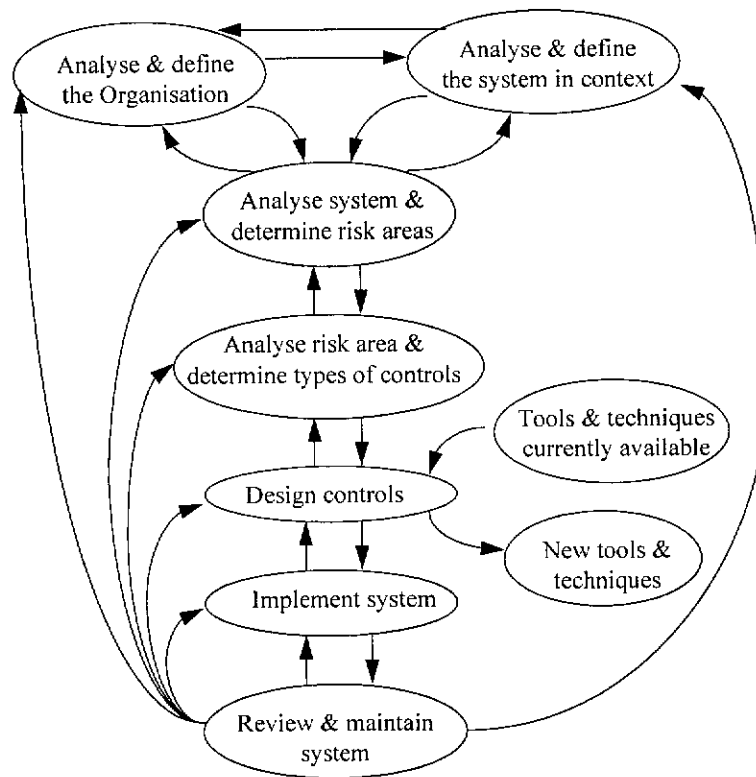 Analyse & define
the Organisation
Analyse & define
the system in context
Analyse system &
determine risk areas
Analyse risk area &
determine types of controls
Tools & techniques
currently available
Design controls
New tools &
techniques
Implement system
Review & maintain
system